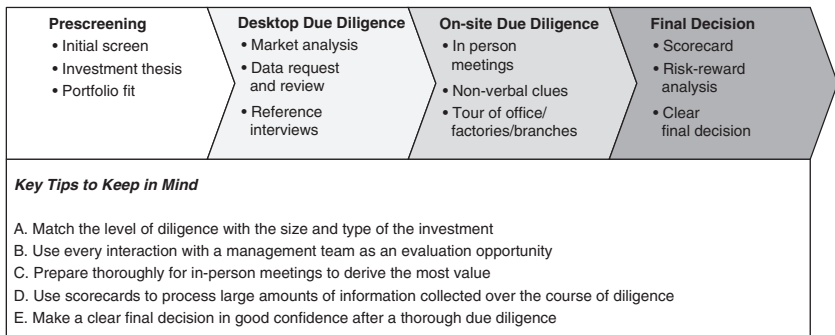 Prescreening
• Initial screen
• Investment thesis
• Portfolio fit
Desktop Due Diligence
• Market analysis
• Data request
and review
• Reference
interviews
On-site Due Diligence
• In person
meetings
• Non-verbal clues
• Tour of office/
factories/branches
Final Decision
• Scorecard
• Risk-reward
analysis
• Clear
final decision
Key Tips to Keep in Mind
A. Match the level of diligence with the size and type of the investment
B. Use every interaction with a management team as an evaluation opportunity
C. Prepare thoroughly for in-person meetings to derive the most value
D. Use scorecards to process large amounts of information collected over the course of diligence
E. Make a clear final decision in good confidence after a thorough due diligence